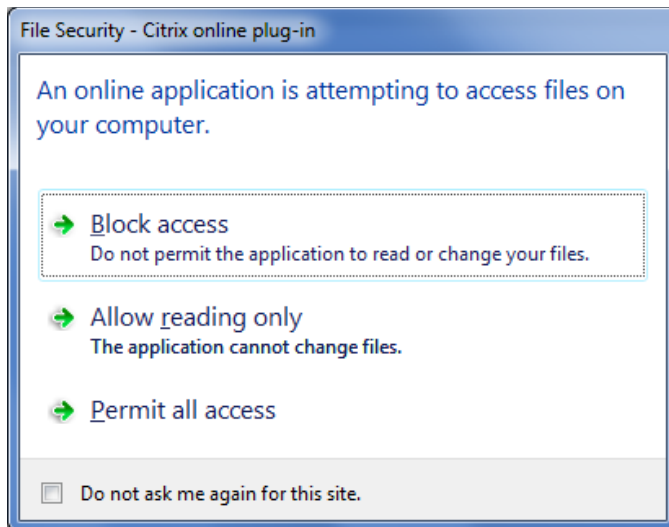 File Security - Citrix online plug-in
An online application is attempting to access files on
your computer.
Block access
Do not permit the application to read or change your files.
Allow reading only
The application cannot change files.
Permit all access
Do not ask me again for this site.